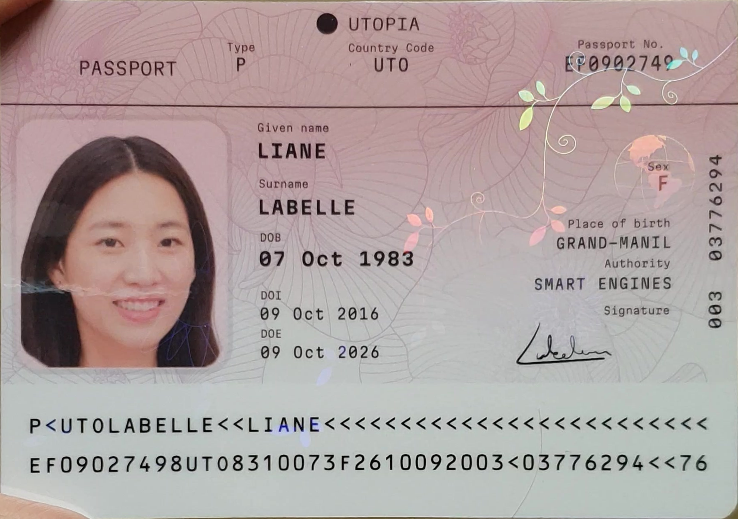 UTOPIA
PASSPORT
Type
P
Country Code
UTO
Passport No.
EF0902749
Given name
LIANE
Surname
LABELLE
DOB
07 Oct 1983
DOI
09 Oct 2016
DOE
09 Oct 2026
Sex
F
Place of birth
GRAND-MANIL
Authority
SMART ENGINES
Signature
003 03776294
P<UTOLABELLE<<LIANE<<<<<<<<<<<<<<<<<<<<<<<<<
EF09027498UTO8310073F2610092003<03776294<<76